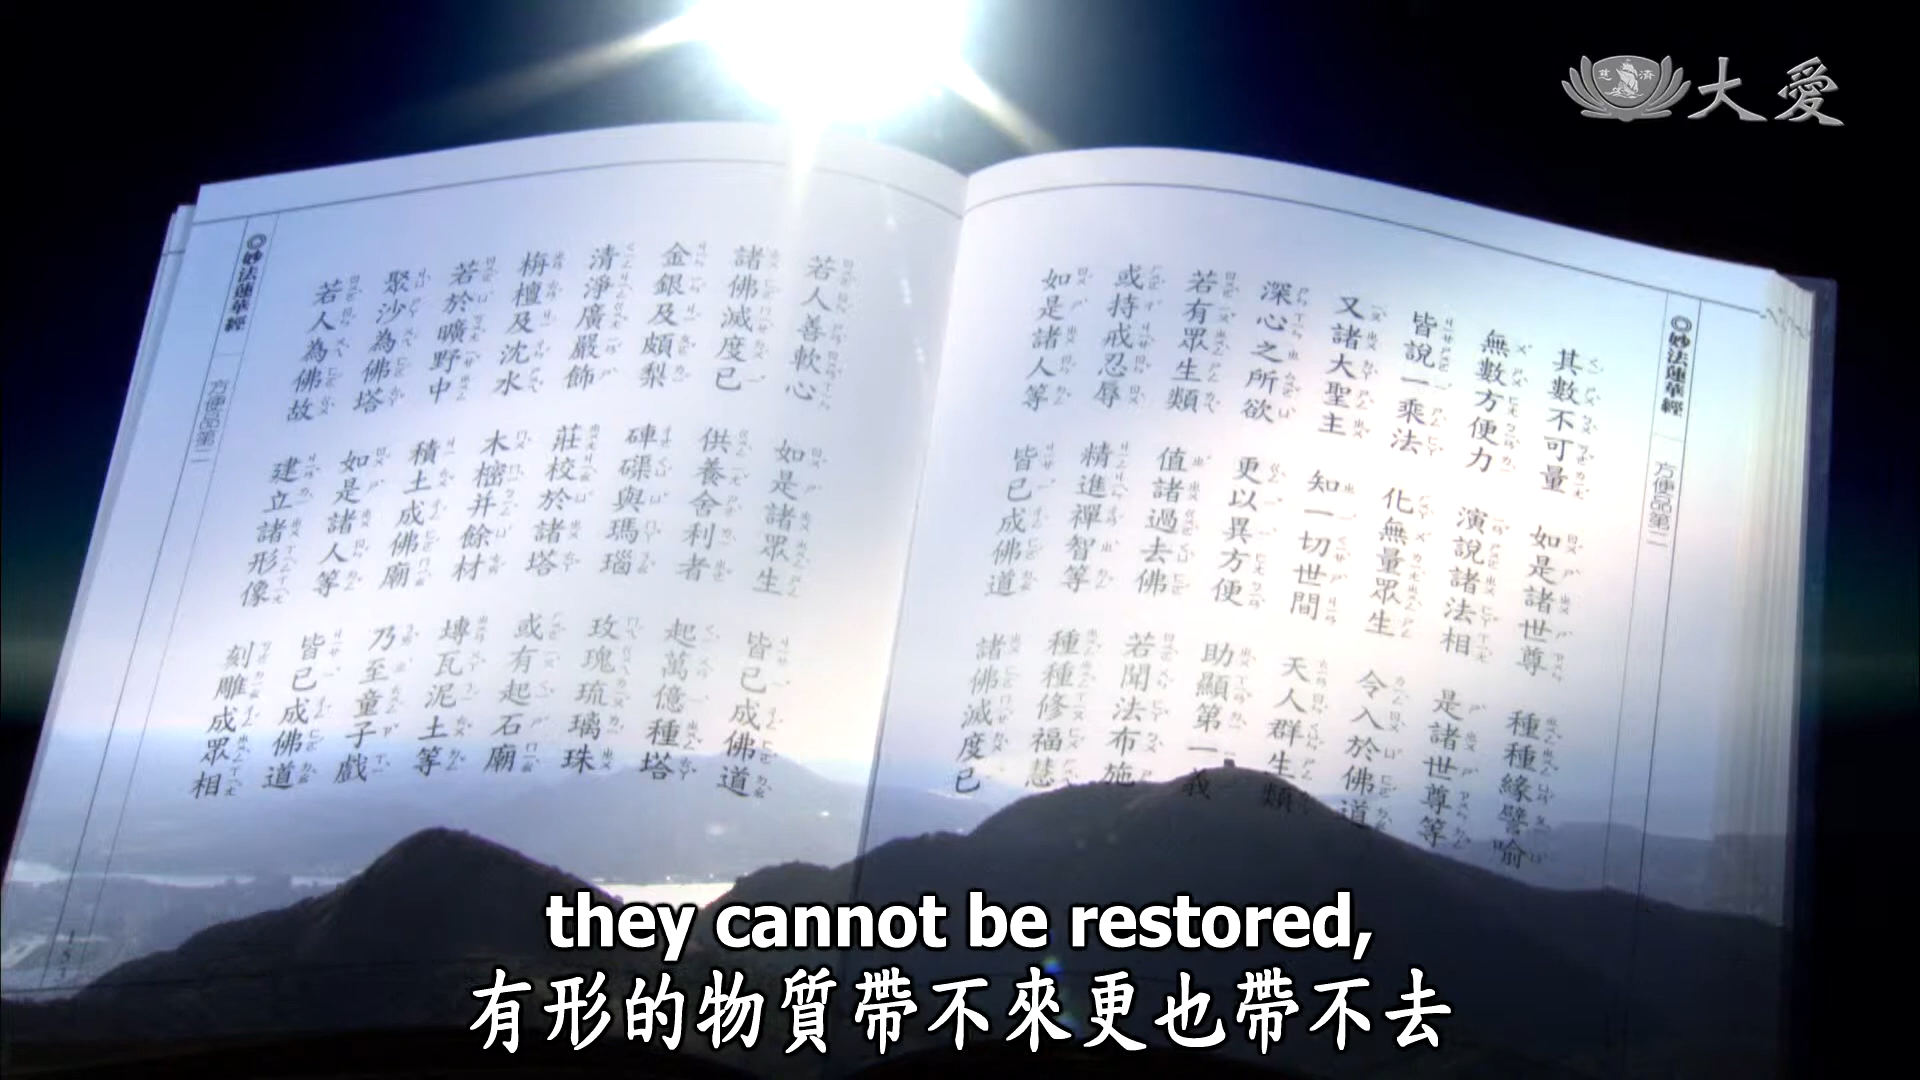 慈濟
大愛
◎妙法蓮華經
方便品第二
其數不可量 如是諸世尊 種種緣譬喻
無數方便力 演說諸法相 是諸世尊等
皆說一乘法 化無量眾生 令入於佛道
又諸大聖主 知一切世間 天人群生類
深心之所欲 更以異方便 助顯第一義
若有眾生類 值諸過去佛 若聞法布施
或持戒忍辱 精進禪智等 種種修福慧
如是諸人等 皆已成佛道 諸佛滅度已
若人善軟心 如是諸眾生 皆已成佛道
諸佛滅度已 供養舍利者 起萬億種塔
金銀及頗梨 硨磲與瑪瑙 玫瑰琉璃珠
清淨廣嚴飾 莊校於諸塔 或有起石廟
栴檀及沈水 木櫁并餘材 塼瓦泥土等
若於曠野中 積土成佛廟 乃至童子戲
聚沙為佛塔 如是諸人等 皆已成佛道
若人為佛故 建立諸形像 刻雕成眾相
◎妙法蓮華經
方便品第二
they cannot be restored,
有形的物質帶不來更也帶不去